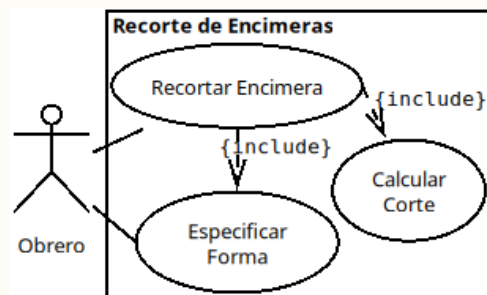 Recorte de Encimeras
Recortar Encimera
{include}
{include}
Calcular
Corte
Especificar
Forma
Obrero